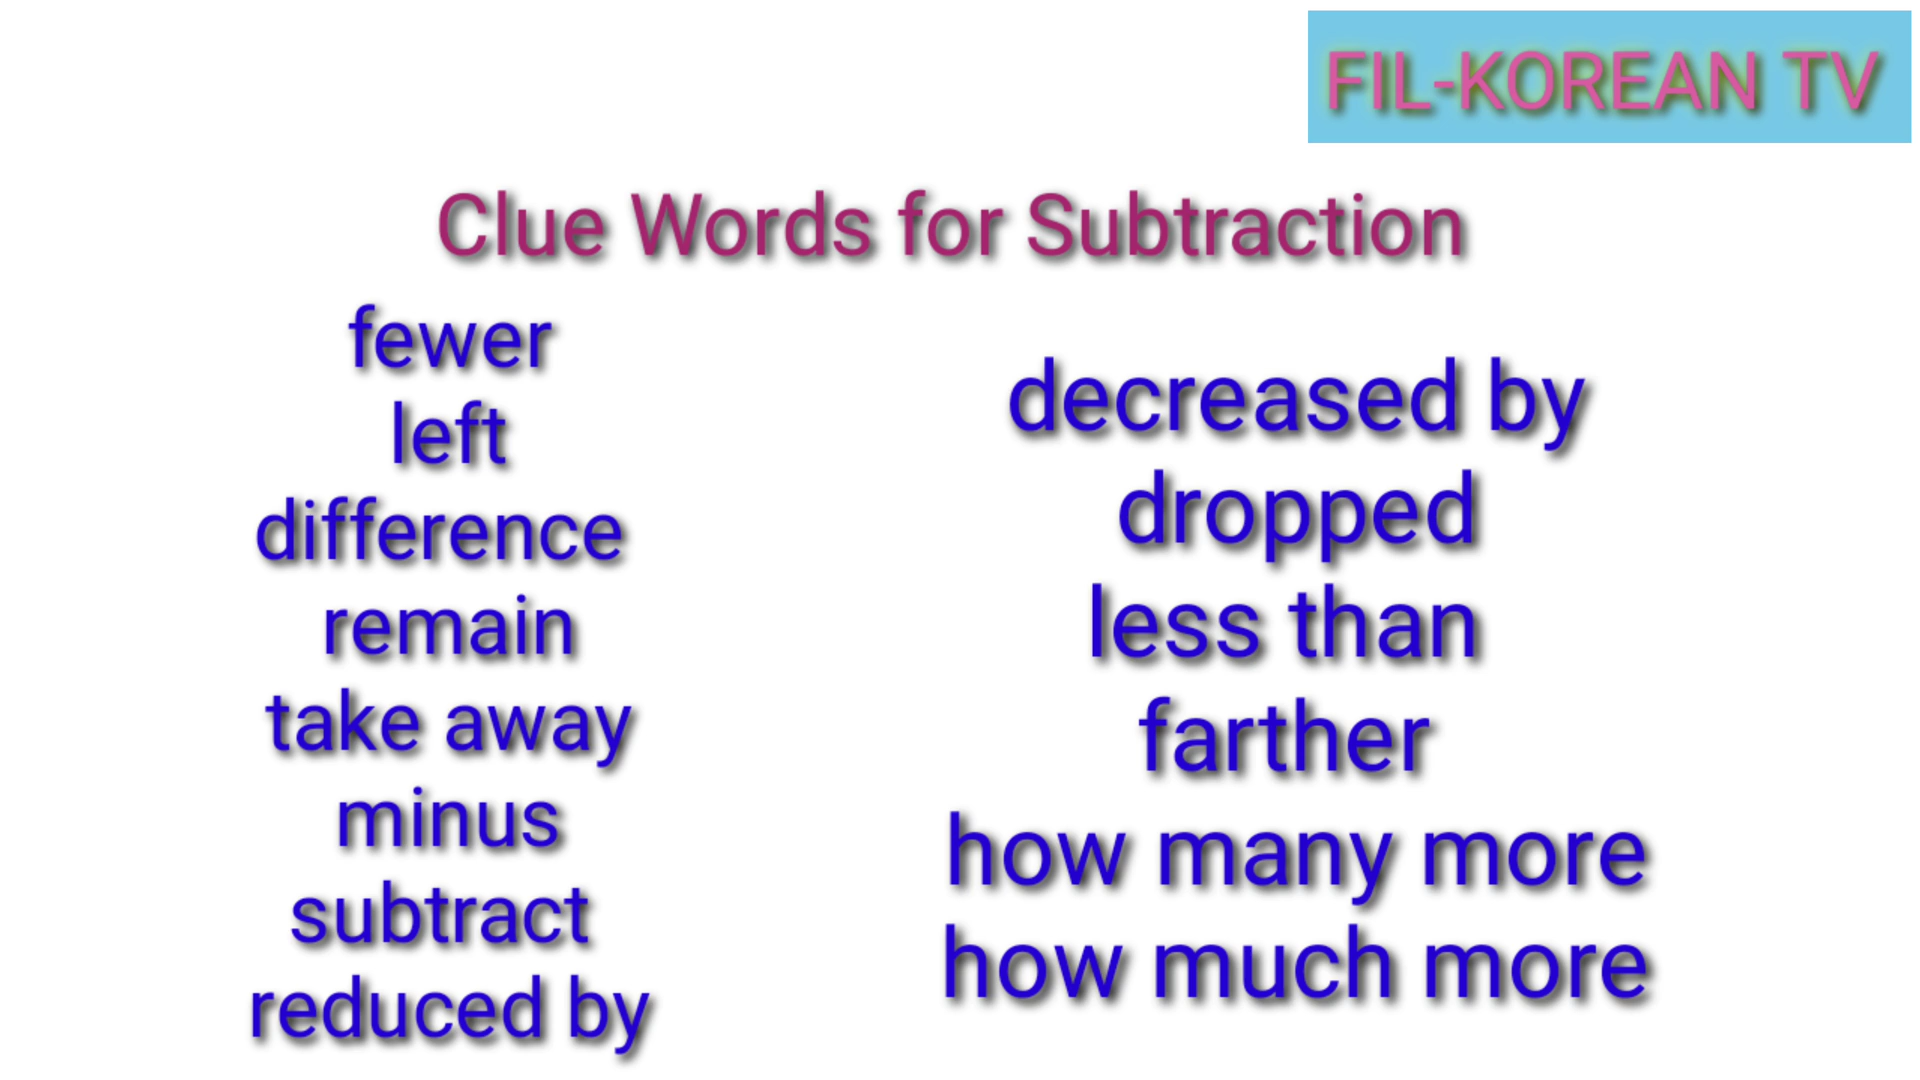 FIL-KOREAN TV
Clue Words for Subtraction
fewer
left
difference
remain
take away
minus
subtract
reduced by
decreased by
dropped
less than
farther
how many more
how much more